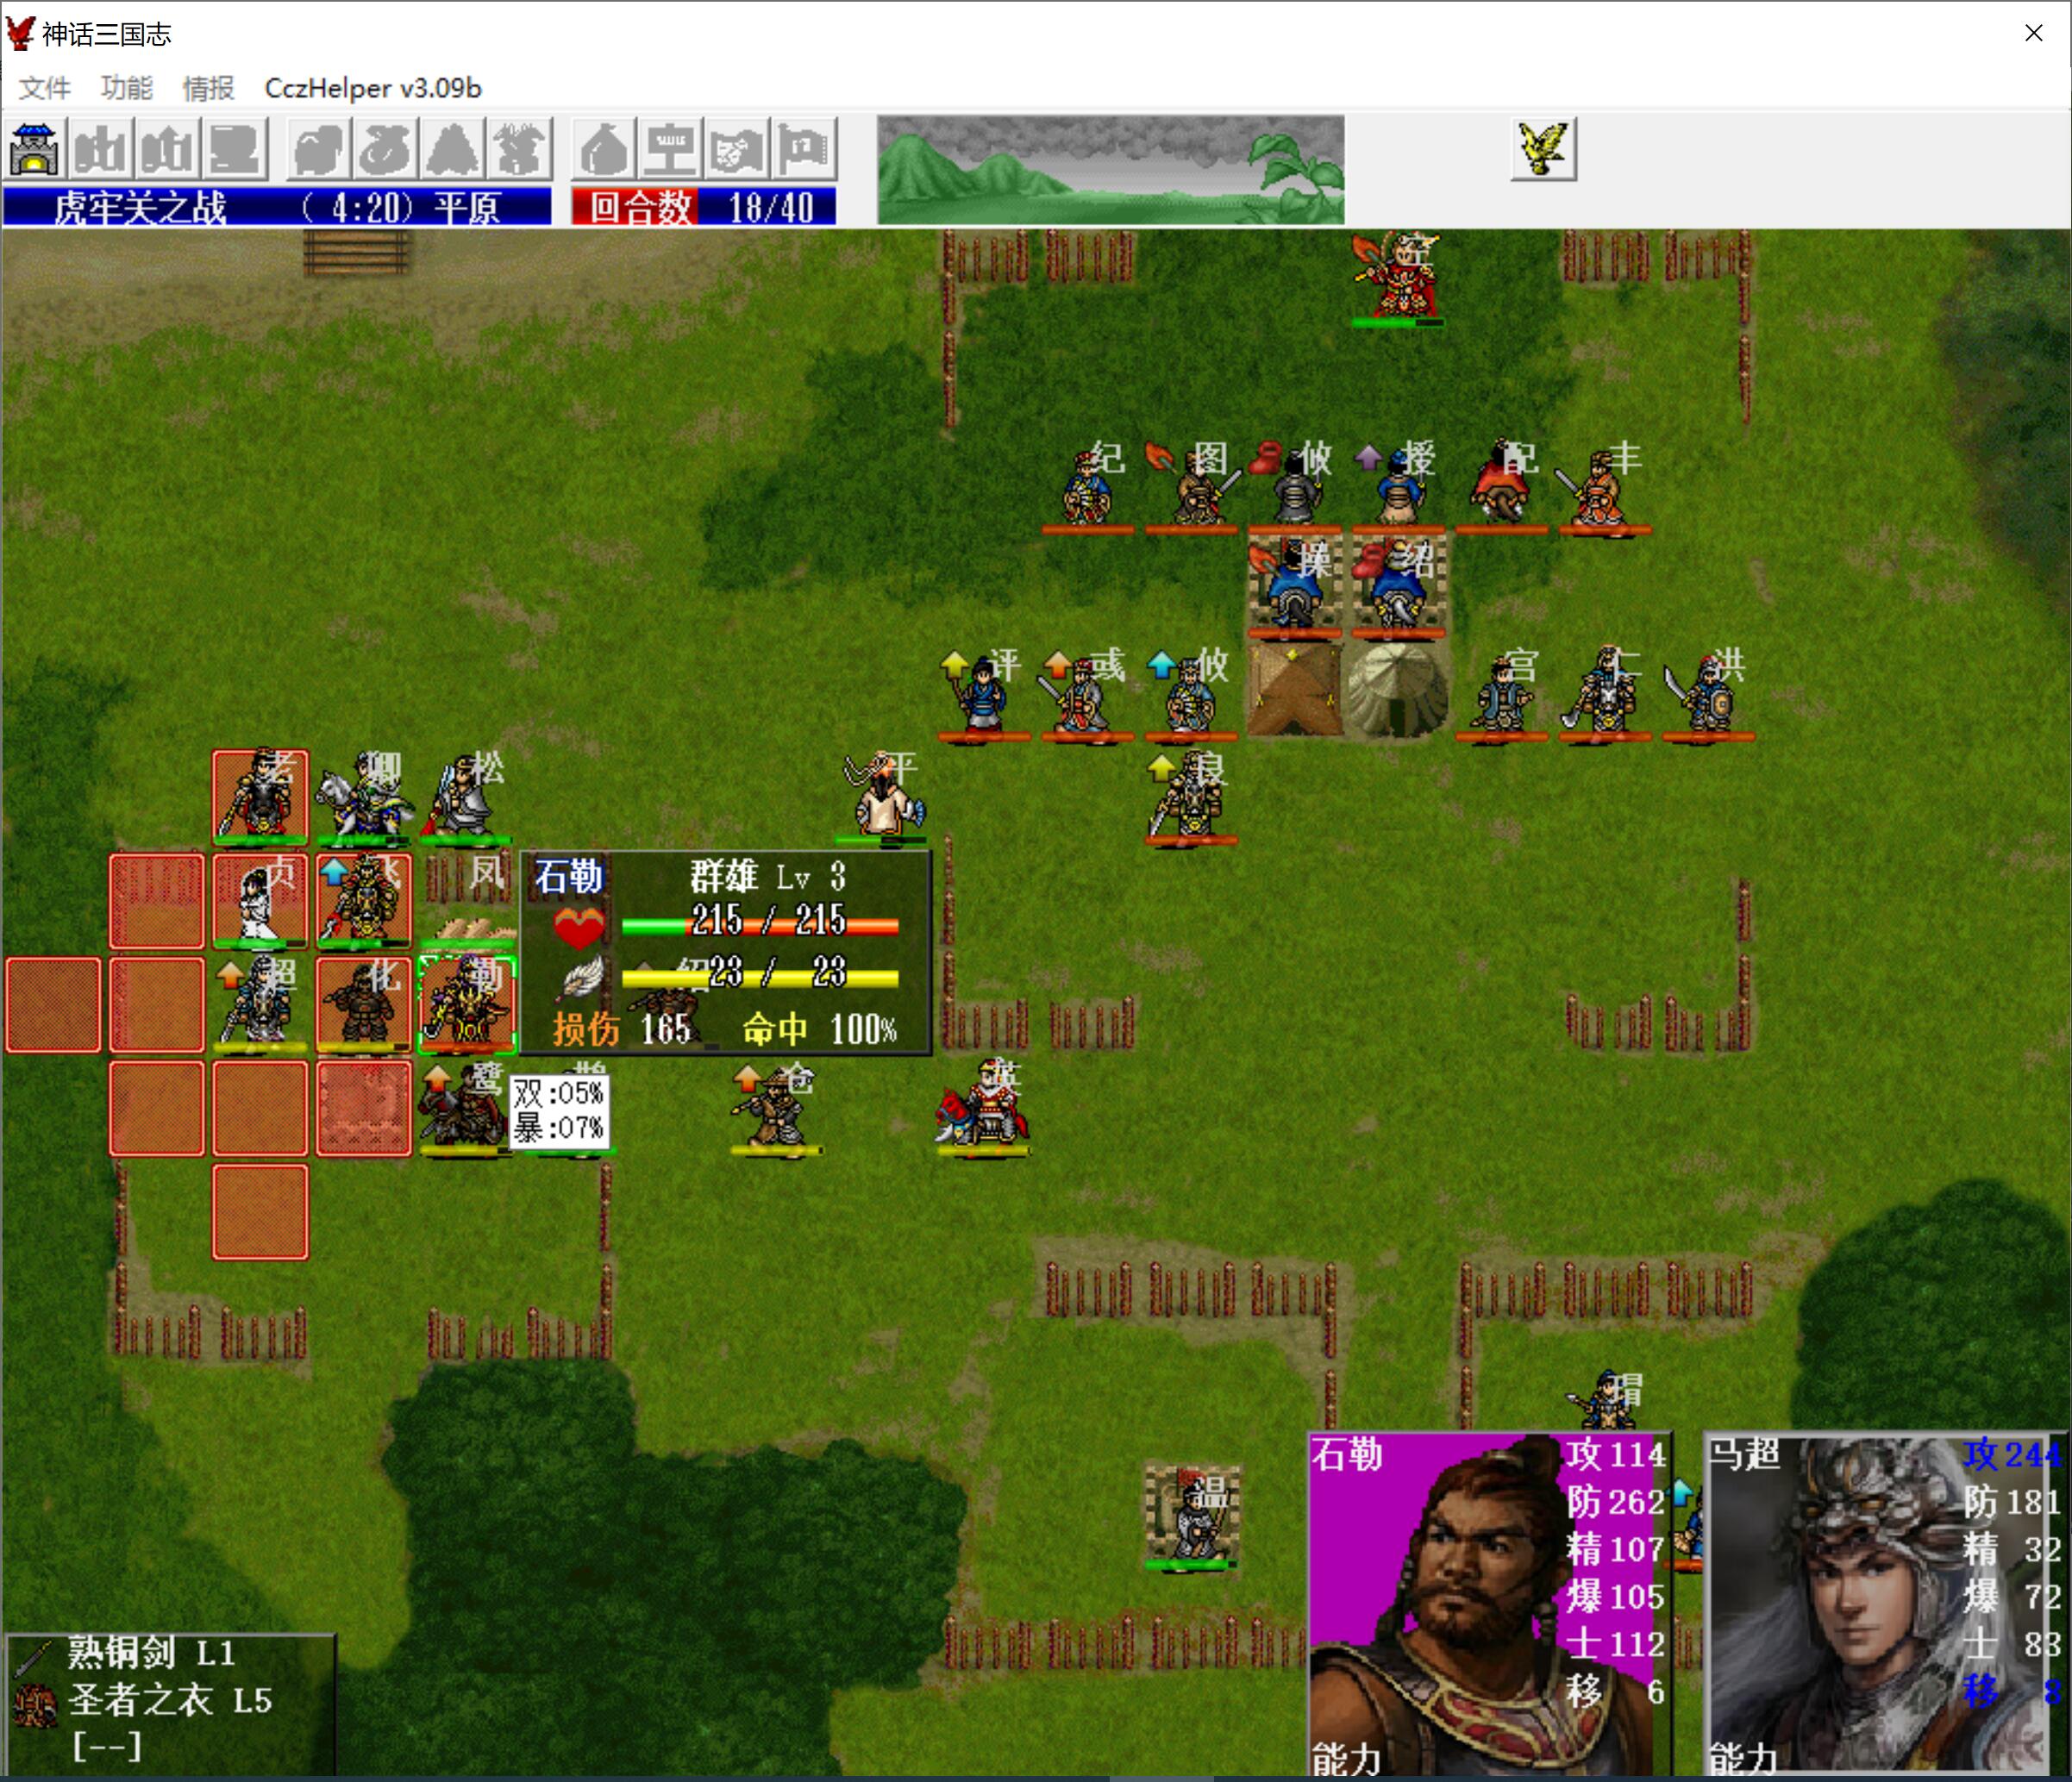 神话三国志
文件 功能 情报 CczHelper v3.09b
虎牢关之战 ( 4:20) 平原 回合数 18/40
纪 图 攸 授 配 丰
操 绍
评 彧 攸 宫 仁 洪
老 卿 松 平 良
贞 飞 凤
超 化 勒 绍
石勒 群雄 Lv 3
215 / 215
23 / 23
损伤 165 命中 100%
鹭 鹊 仓 英
双:05%
暴:07%
瑁
温
石勒 攻 114
防 262
精 107
爆 105
士 112
移 6
能力
马超 攻 244
防 181
精 32
爆 72
士 83
移 8
能力
熟铜剑 L1
圣者之衣 L5
[--]